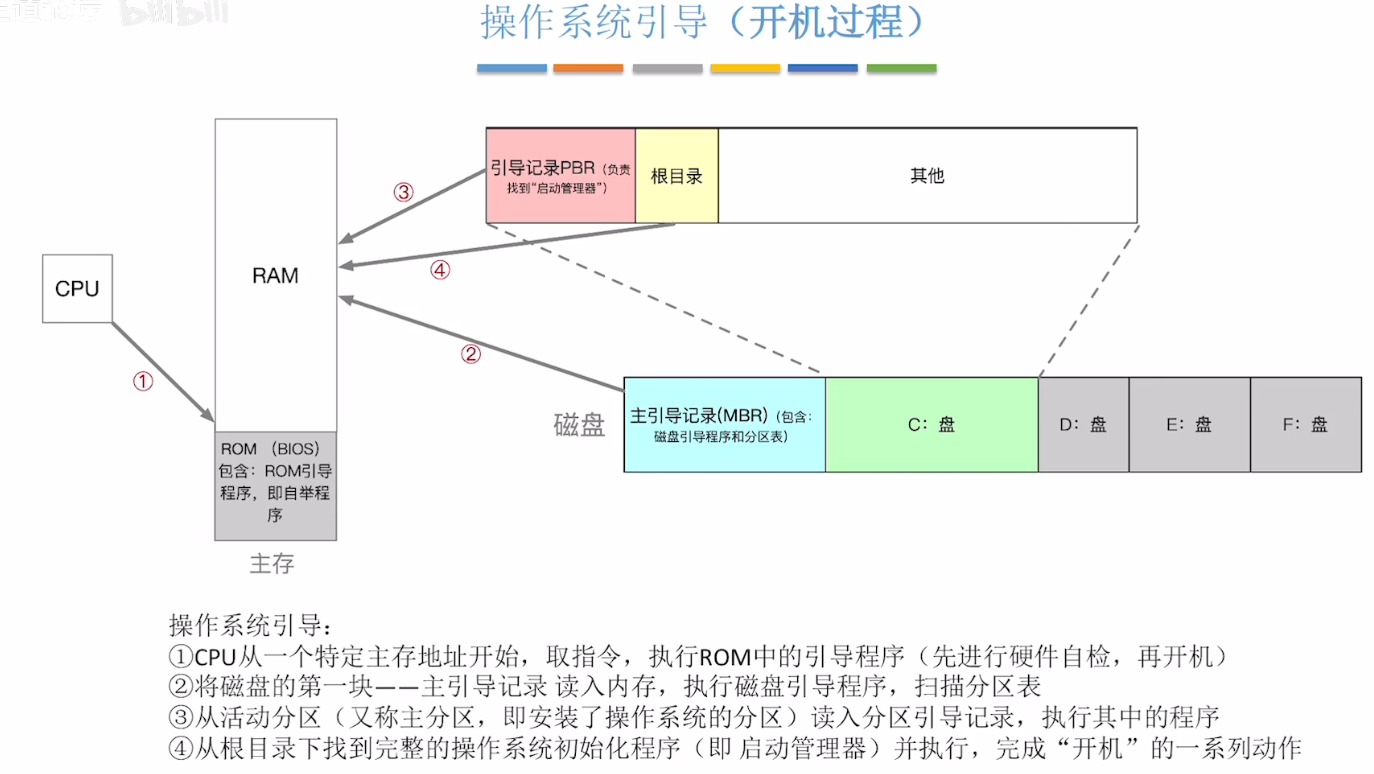 bilibili
操作系统引导（开机过程）
引导记录PBR（负责
找到“启动管理器”）
根目录
其他
③
④
RAM
CPU
①
②
磁盘
主引导记录(MBR)（包含：
磁盘引导程序和分区表）
C：盘
D：盘
E：盘
F：盘
ROM （BIOS）
包含：ROM引导
程序，即自举程
序
主存
操作系统引导：
①CPU从一个特定主存地址开始，取指令，执行ROM中的引导程序（先进行硬件自检，再开机）
②将磁盘的第一块——主引导记录 读入内存，执行磁盘引导程序，扫描分区表
③从活动分区（又称主分区，即安装了操作系统的分区）读入分区引导记录，执行其中的程序
④从根目录下找到完整的操作系统初始化程序（即 启动管理器）并执行，完成“开机”的一系列动作